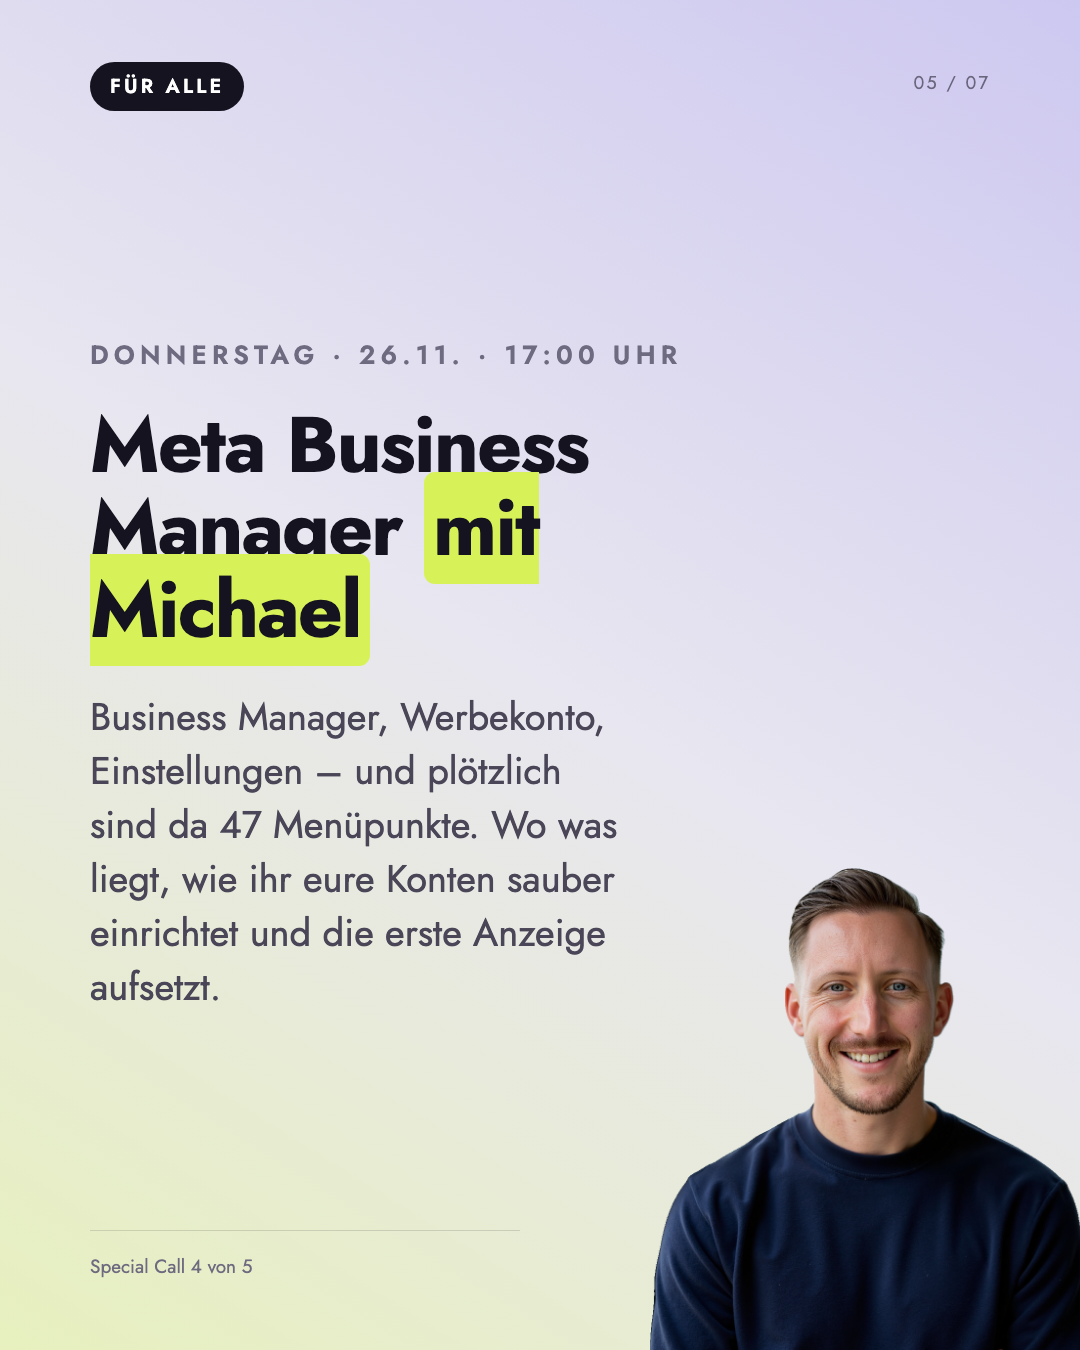 FÜR ALLE
05 / 07
DONNERSTAG · 26.11. · 17:00 UHR
Meta Business
Manager mit
Michael
Business Manager, Werbekonto,
Einstellungen – und plötzlich
sind da 47 Menüpunkte. Wo was
liegt, wie ihr eure Konten sauber
einrichtet und die erste Anzeige
aufsetzt.
Special Call 4 von 5